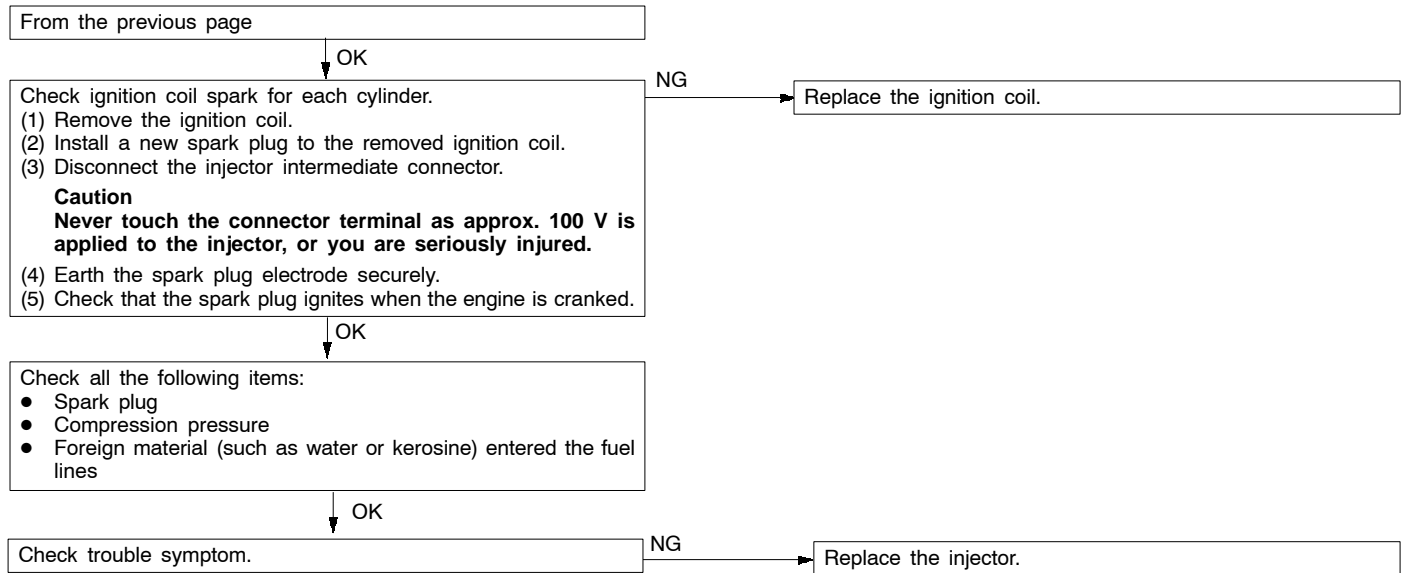 From the previous page
OK
Check ignition coil spark for each cylinder.
(1) Remove the ignition coil.
(2) Install a new spark plug to the removed ignition coil.
(3) Disconnect the injector intermediate connector.
Caution
Never touch the connector terminal as approx. 100 V is
applied to the injector, or you are seriously injured.
(4) Earth the spark plug electrode securely.
(5) Check that the spark plug ignites when the engine is cranked.
NG
Replace the ignition coil.
OK
Check all the following items:
● Spark plug
● Compression pressure
● Foreign material (such as water or kerosine) entered the fuel
lines
OK
Check trouble symptom.
NG
Replace the injector.